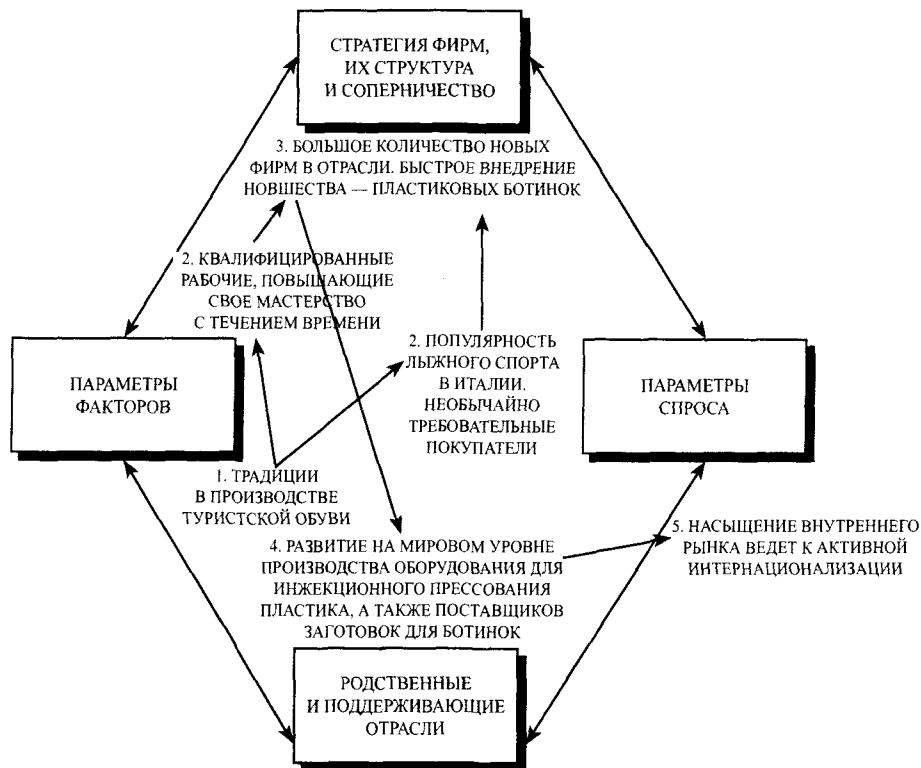 СТРАТЕГИЯ ФИРМ,
ИХ СТРУКТУРА
И СОПЕРНИЧЕСТВО
3. БОЛЬШОЕ КОЛИЧЕСТВО НОВЫХ
ФИРМ В ОТРАСЛИ. БЫСТРОЕ ВНЕДРЕНИЕ
НОВШЕСТВА — ПЛАСТИКОВЫХ БОТИНОК
2. КВАЛИФИЦИРОВАННЫЕ
РАБОЧИЕ, ПОВЫШАЮЩИЕ
СВОЕ МАСТЕРСТВО
С ТЕЧЕНИЕМ ВРЕМЕНИ
ПАРАМЕТРЫ
ФАКТОРОВ
2. ПОПУЛЯРНОСТЬ
ЛЫЖНОГО СПОРТА
В ИТАЛИИ.
НЕОБЫЧАЙНО
ТРЕБОВАТЕЛЬНЫЕ
ПОКУПАТЕЛИ
ПАРАМЕТРЫ
СПРОСА
1. ТРАДИЦИИ
В ПРОИЗВОДСТВЕ
ТУРИСТСКОЙ ОБУВИ
4. РАЗВИТИЕ НА МИРОВОМ УРОВНЕ
ПРОИЗВОДСТВА ОБОРУДОВАНИЯ ДЛЯ
ИНЖЕКЦИОННОГО ПРЕССОВАНИЯ
ПЛАСТИКА, А ТАКЖЕ ПОСТАВЩИКОВ
ЗАГОТОВОК ДЛЯ БОТИНОК
5. НАСЫЩЕНИЕ ВНУТРЕННЕГО
РЫНКА ВЕДЕТ К АКТИВНОЙ
ИНТЕРНАЦИОНАЛИЗАЦИИ
РОДСТВЕННЫЕ
И ПОДДЕРЖИВАЮЩИЕ
ОТРАСЛИ